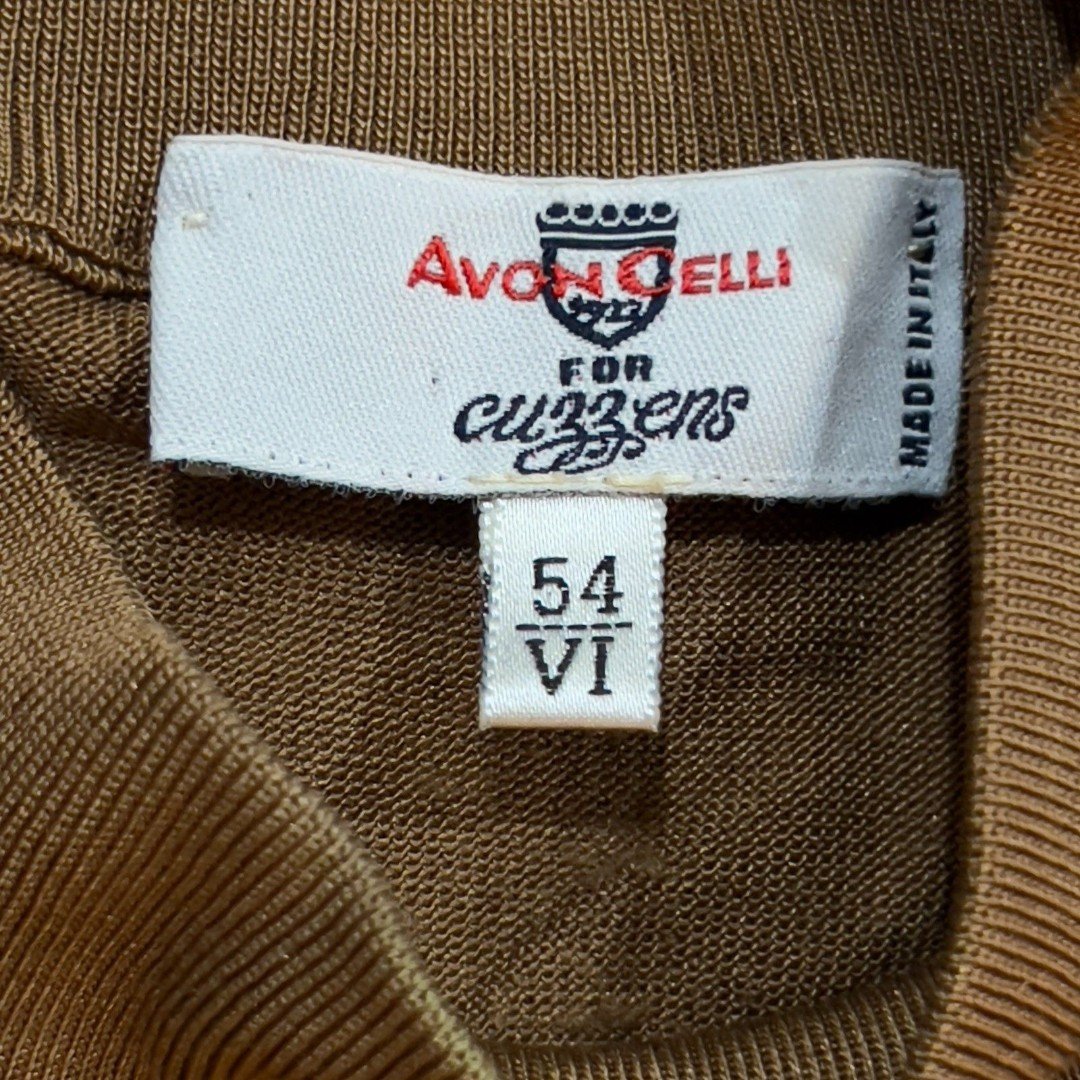 AVON CELLI
FOR
cuzzens
MADE IN ITALY
54
VI